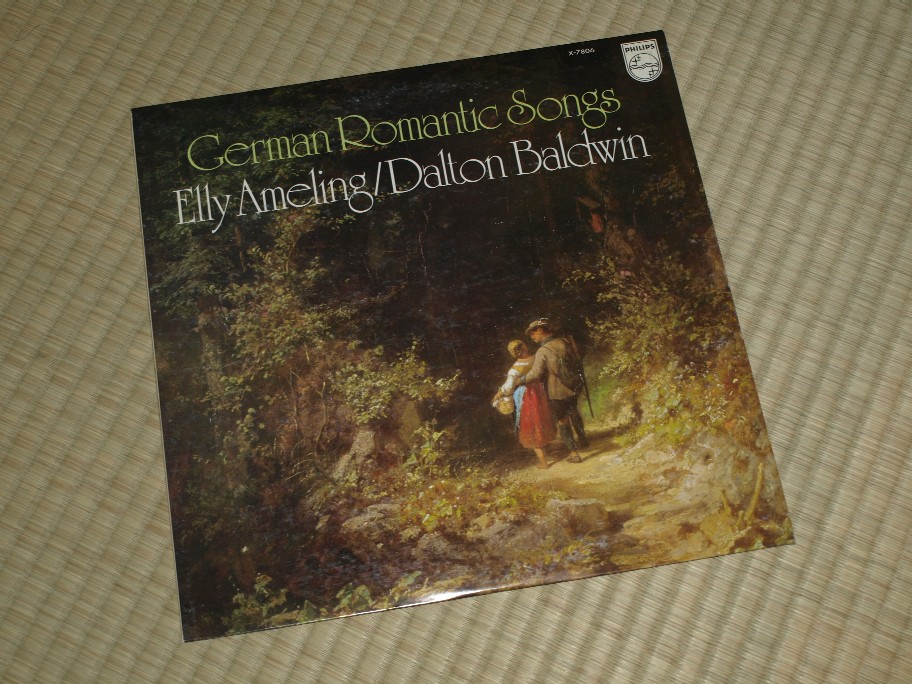 X-7806
PHILIPS
German Romantic Songs
Elly Ameling/Dalton Baldwin